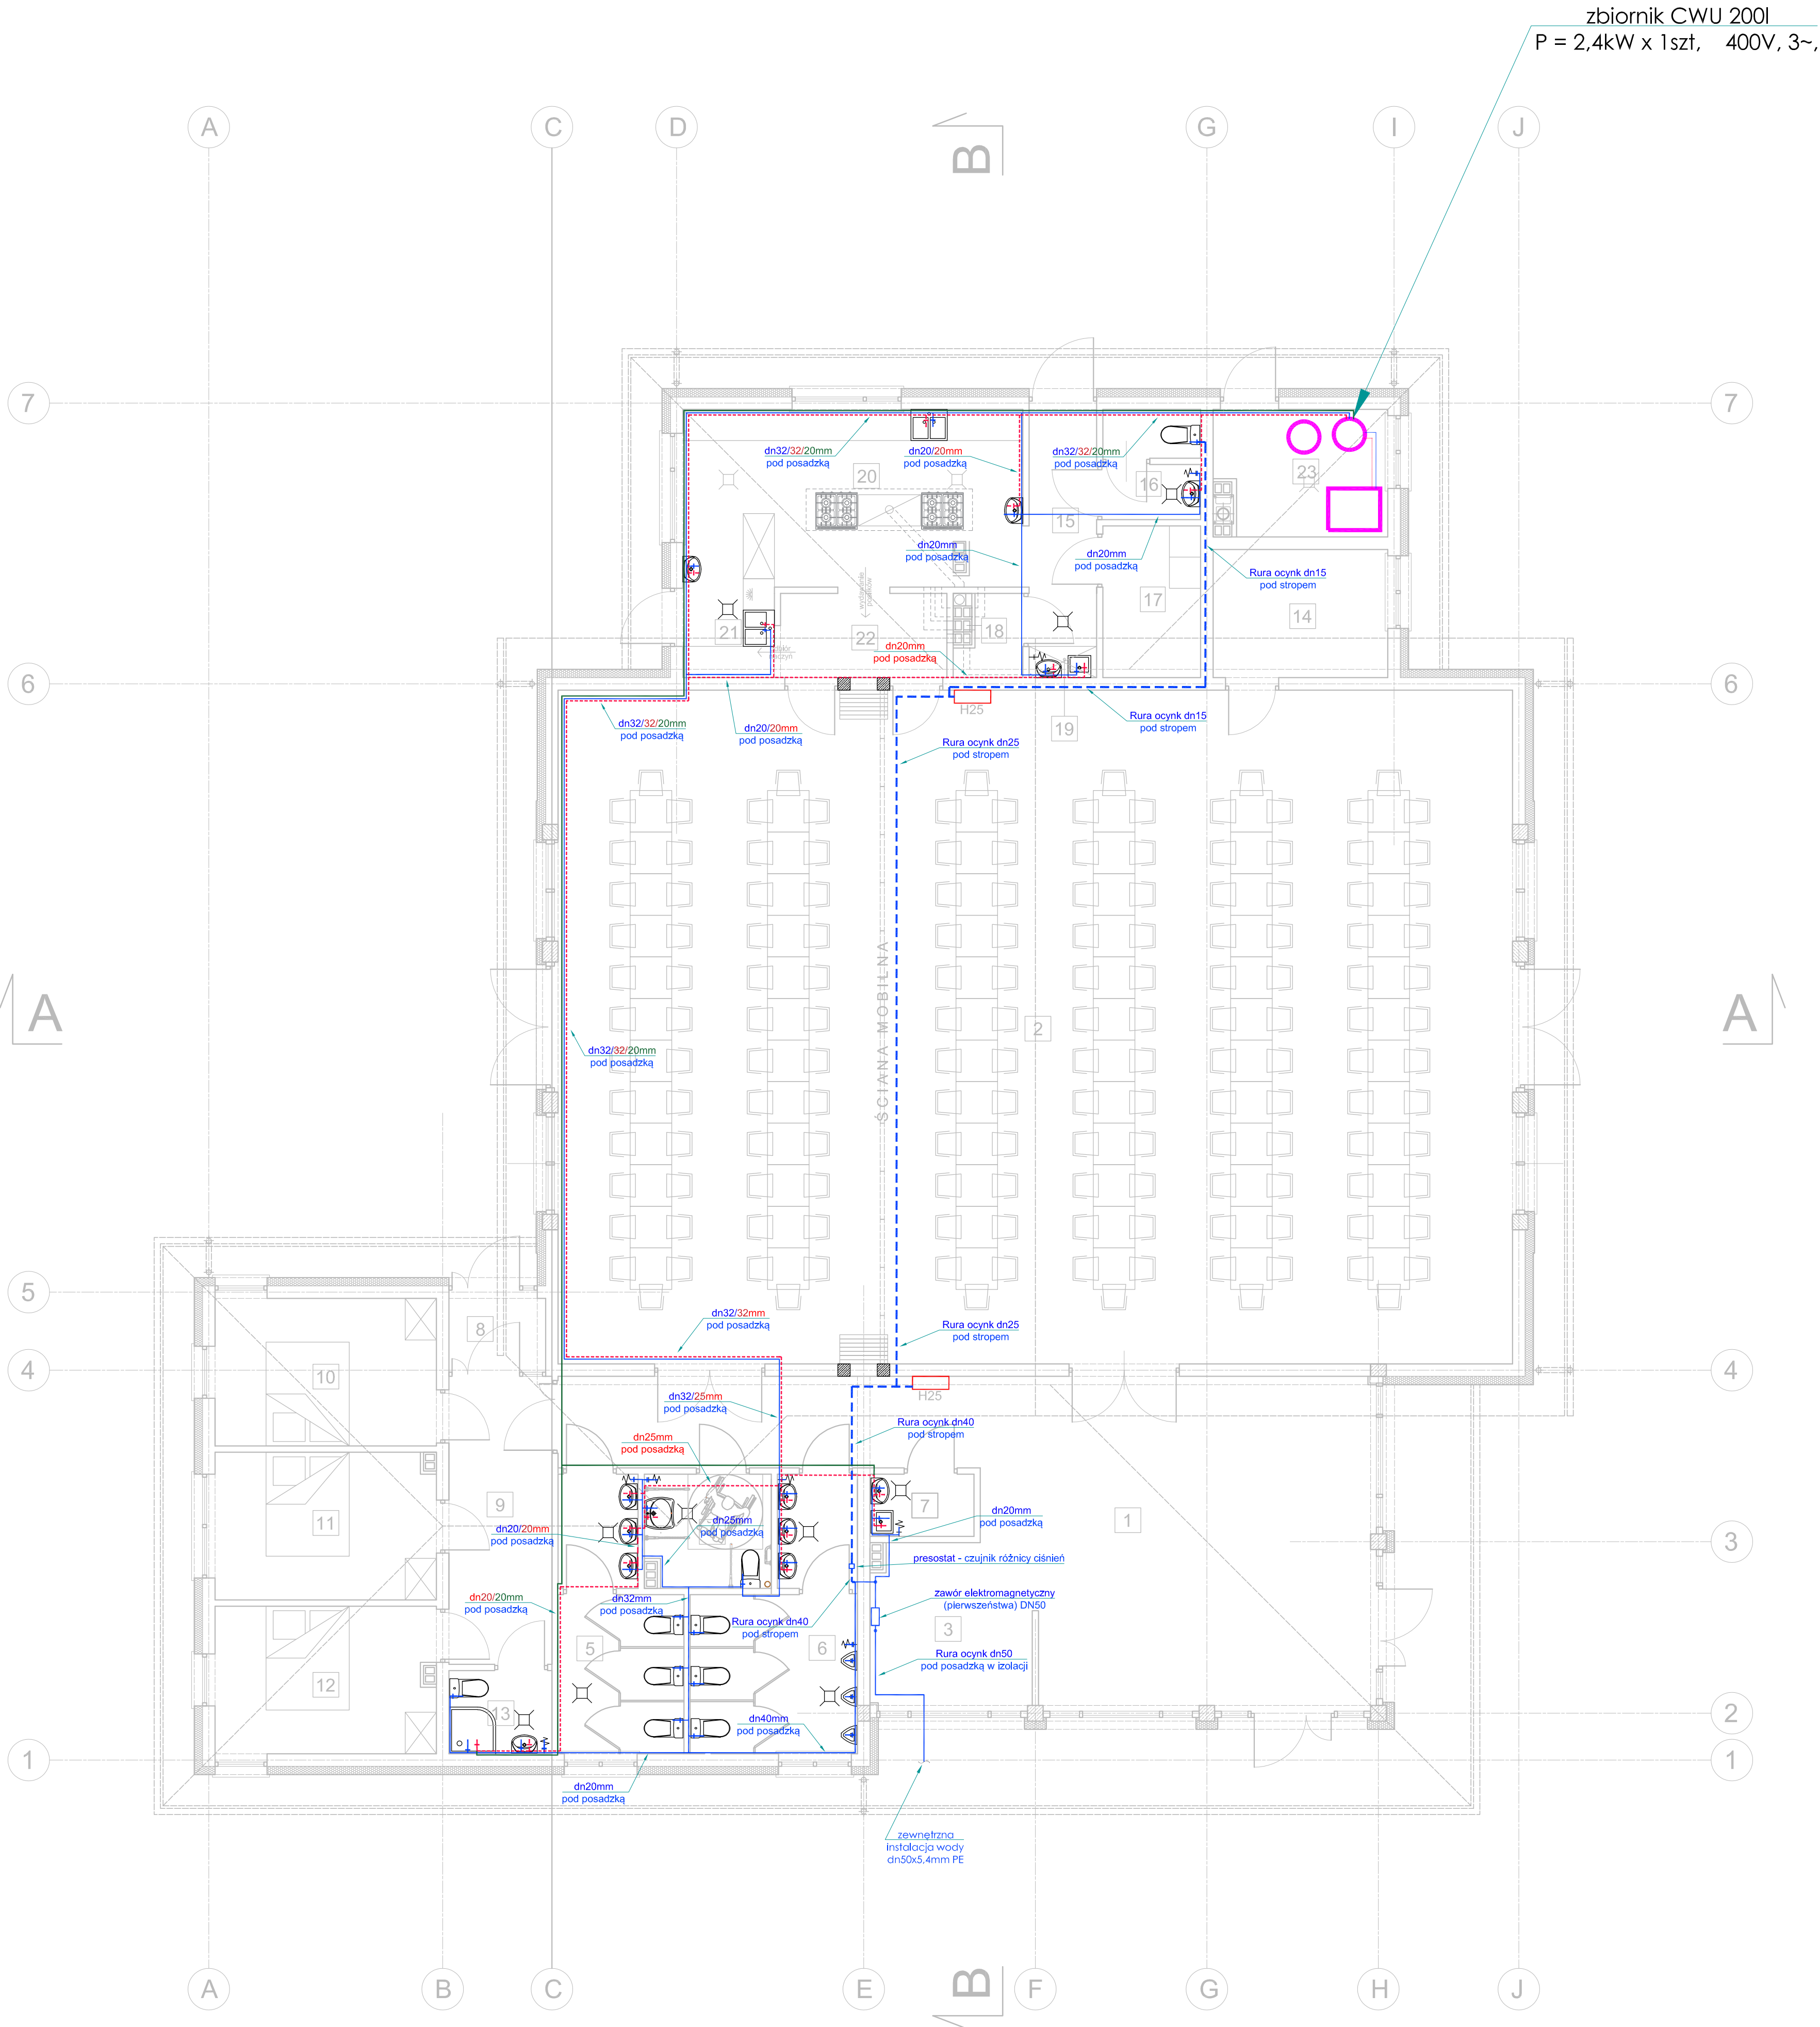 zbiornik CWU 200l
P = 2,4kW x 1szt, 400V, 3~,
A
C
D
B
G
I
J
7
7
dn32/32/20mm
pod posadzką
20
dn20/20mm
pod posadzką
dn32/32/20mm
pod posadzką
16
23
15
dn20mm
pod posadzką
dn20mm
pod posadzką
Rura ocynk dn15
pod stropem
wydawanie
posiłków
17
14
21
22
18
dn20mm
pod posadzką
6
6
H25
19
dn32/32/20mm
pod posadzką
dn20/20mm
pod posadzką
Rura ocynk dn15
pod stropem
Rura ocynk dn25
pod stropem
ŚCIANA MOBILNA
A
A
2
dn32/32/20mm
pod posadzką
5
8
dn32/32mm
pod posadzką
Rura ocynk dn25
pod stropem
4
4
10
H25
dn32/25mm
pod posadzką
Rura ocynk dn40
pod stropem
dn25mm
pod posadzką
9
7
1
11
dn20/20mm
pod posadzką
dn25mm
pod posadzką
dn20mm
pod posadzką
3
presostat - czujnik różnicy ciśnień
dn20/20mm
pod posadzką
dn32mm
pod posadzką
zawór elektromagnetyczny
(pierwszeństwa) DN50
Rura ocynk dn40
pod stropem
3
5
6
Rura ocynk dn50
pod posadzką w izolacji
12
13
dn40mm
pod posadzką
2
1
1
dn20mm
pod posadzką
zewnętrzna
instalacja wody
dn50x5,4mm PE
A
B
C
E
B
F
G
H
J